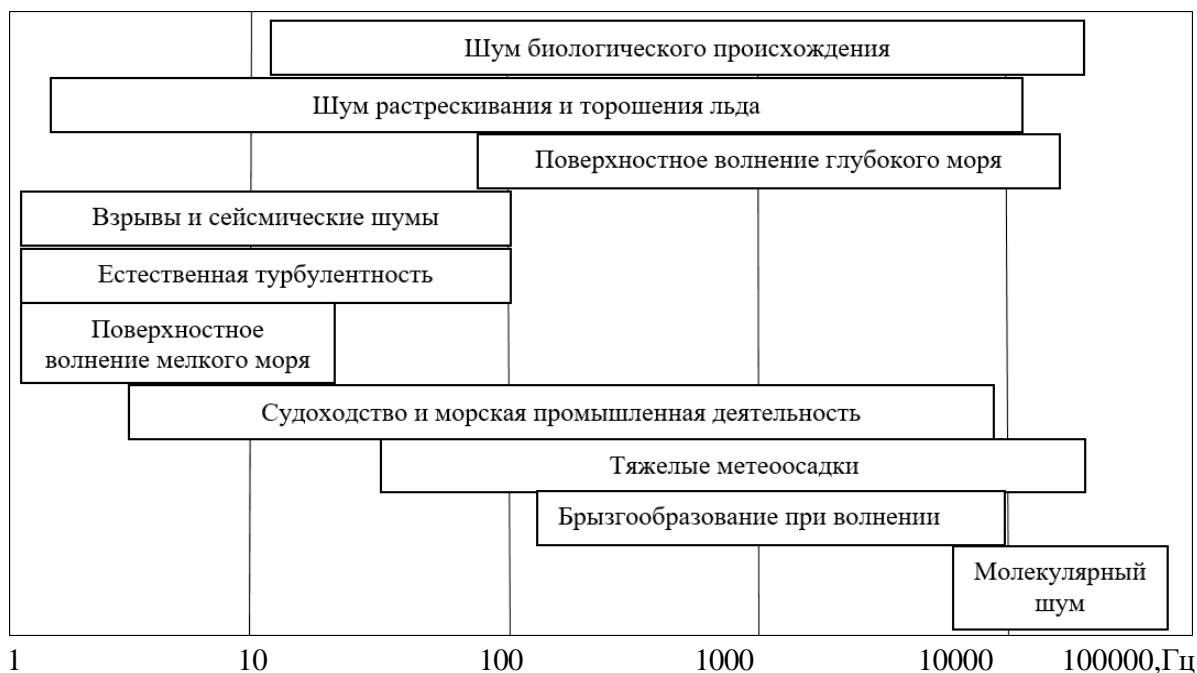 Шум биологического происхождения
Шум растрескивания и торошения льда
Поверхностное волнение глубокого моря
Взрывы и сейсмические шумы
Естественная турбулентность
Поверхностное
волнение мелкого моря
Судоходство и морская промышленная деятельность
Тяжелые метеоосадки
Брызгообразование при волнении
Молекулярный
шум
1 10 100 1000 10000 100000,Гц